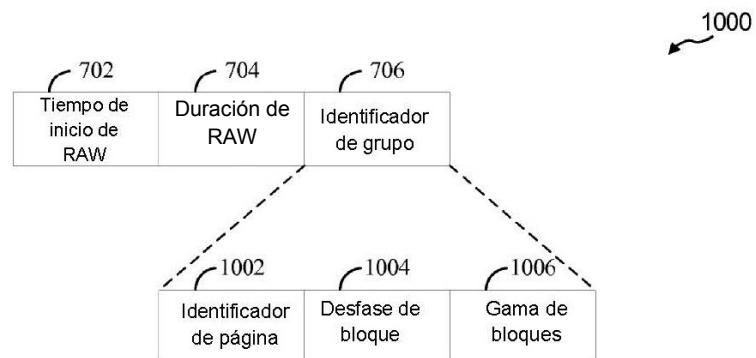 1000
702
704
706
Tiempo de
inicio de
RAW
Duración de
RAW
Identificador
de grupo
1002
1004
1006
Identificador
de página
Desfase de
bloque
Gama de
bloques